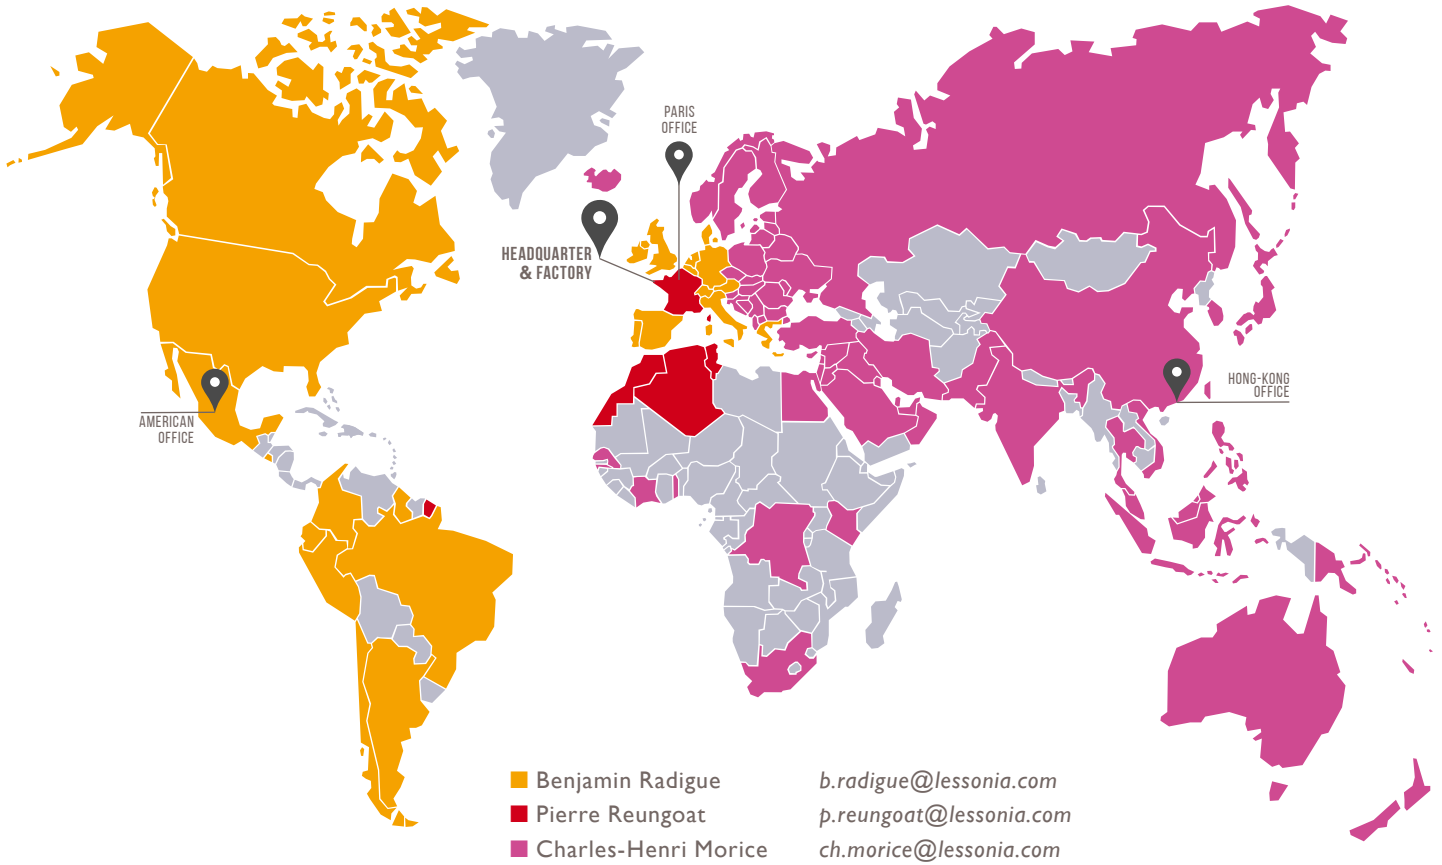 PARIS
OFFICE
HEADQUARTER
& FACTORY
AMERICAN
OFFICE
HONG-KONG
OFFICE
Benjamin Radigue b.radigue@lessonia.com
Pierre Reungoat p.reungoat@lessonia.com
Charles-Henri Morice ch.morice@lessonia.com